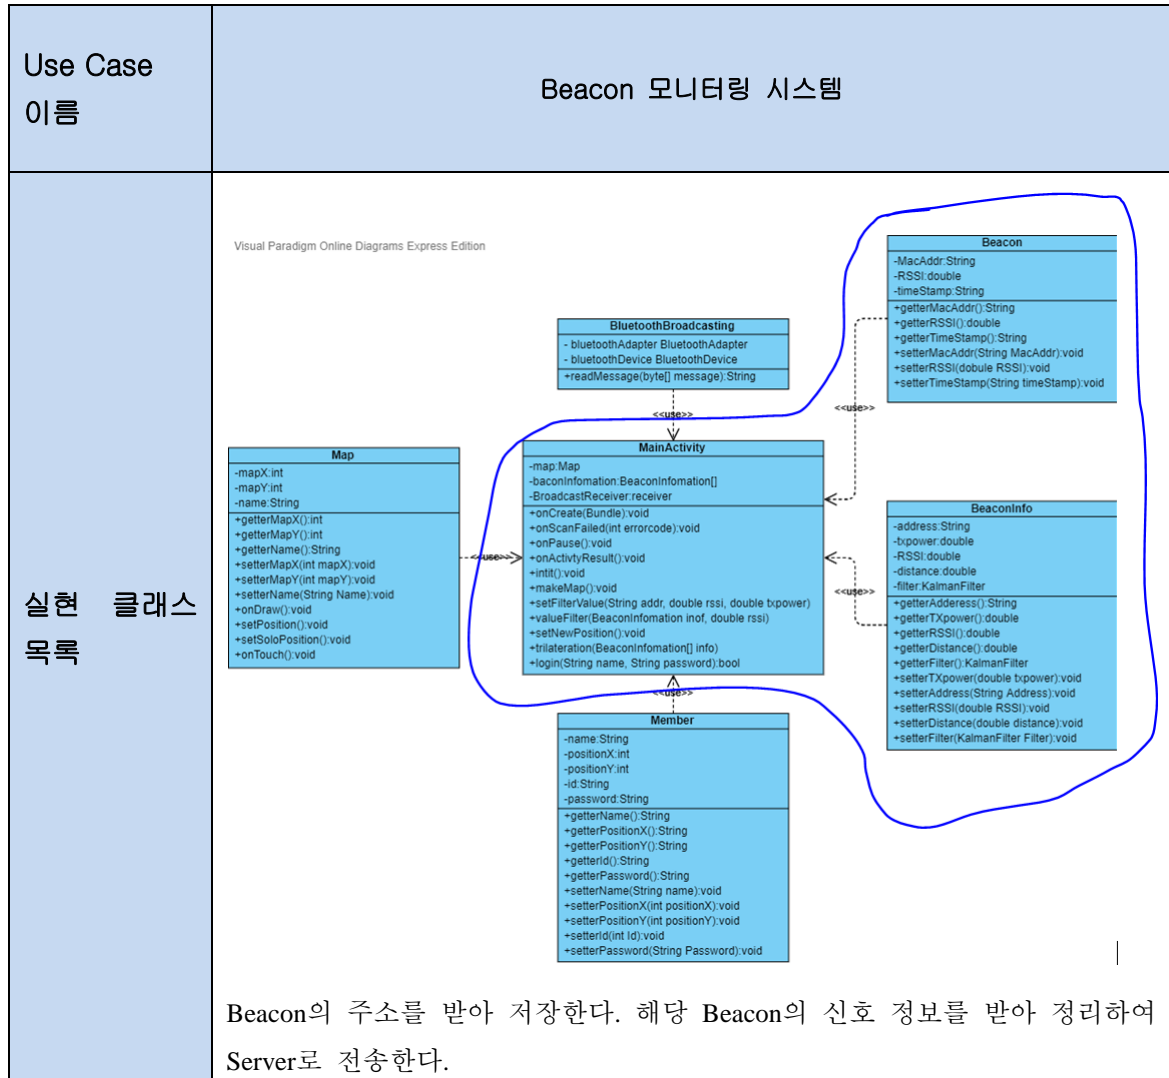 Use Case
이름
Beacon 모니터링 시스템
실현 클래스
목록
Visual Paradigm Online Diagrams Express Edition
BluetoothBroadcasting
- bluetoothAdapter BluetoothAdapter
- bluetoothDevice BluetoothDevice
+readMessage(byte[] message):String
<<use>>
Beacon
-MacAddr:String
-RSSI:double
-timeStamp:String
+getterMacAddr():String
+getterRSSI():double
+getterTimeStamp():String
+setterMacAddr(String MacAddr):void
+setterRSSI(dobule RSSI):void
+setterTimeStamp(String timeStamp):void
<<use>>
Map
-mapX:int
-mapY:int
-name:String
+getterMapX():int
+getterMapY():int
+getterName():String
+setterMapX(int mapX):void
+setterMapY(int mapY):void
+setterName(String Name):void
+onDraw():void
+setPosition():void
+setSoloPosition():void
+onTouch():void
<<use>>
MainActivity
-map:Map
-baconInfomation:BeaconInfomation[]
-BroadcastReceiver:receiver
+onCreate(Bundle):void
+onScanFailed(int errorcode):void
+onPause():void
+onActivtyResult():void
+intit():void
+makeMap():void
+setFilterValue(String addr, double rssi, double txpower)
+valueFilter(BeaconInfomation inof, double rssi)
+setNewPosition():void
+trilateration(BeaconInfomation[] info)
+login(String name, String password):bool
<<use>>
BeaconInfo
-address:String
-txpower:double
-RSSI:double
-distance:double
-filter:KalmanFilter
+getterAdderess():String
+getterTXpower():double
+getterRSSI():double
+getterDistance():double
+getterFilter():KalmanFilter
+setterTXpower(double txpower):void
+setterAddress(String Address):void
+setterRSSI(double RSSI):void
+setterDistance(double distance):void
+setterFilter(KalmanFilter Filter):void
<<use>>
Member
-name:String
-positionX:int
-positionY:int
-id:String
-password:String
+getterName():String
+getterPositionX():String
+getterPositionY():String
+getterId():String
+getterPassword():String
+setterName(String name):void
+setterPositionX(int positionX):void
+setterPositionY(int positionY):void
+setterId(int Id):void
+setterPassword(String Password):void
Beacon의 주소를 받아 저장한다. 해당 Beacon의 신호 정보를 받아 정리하여
Server로 전송한다.